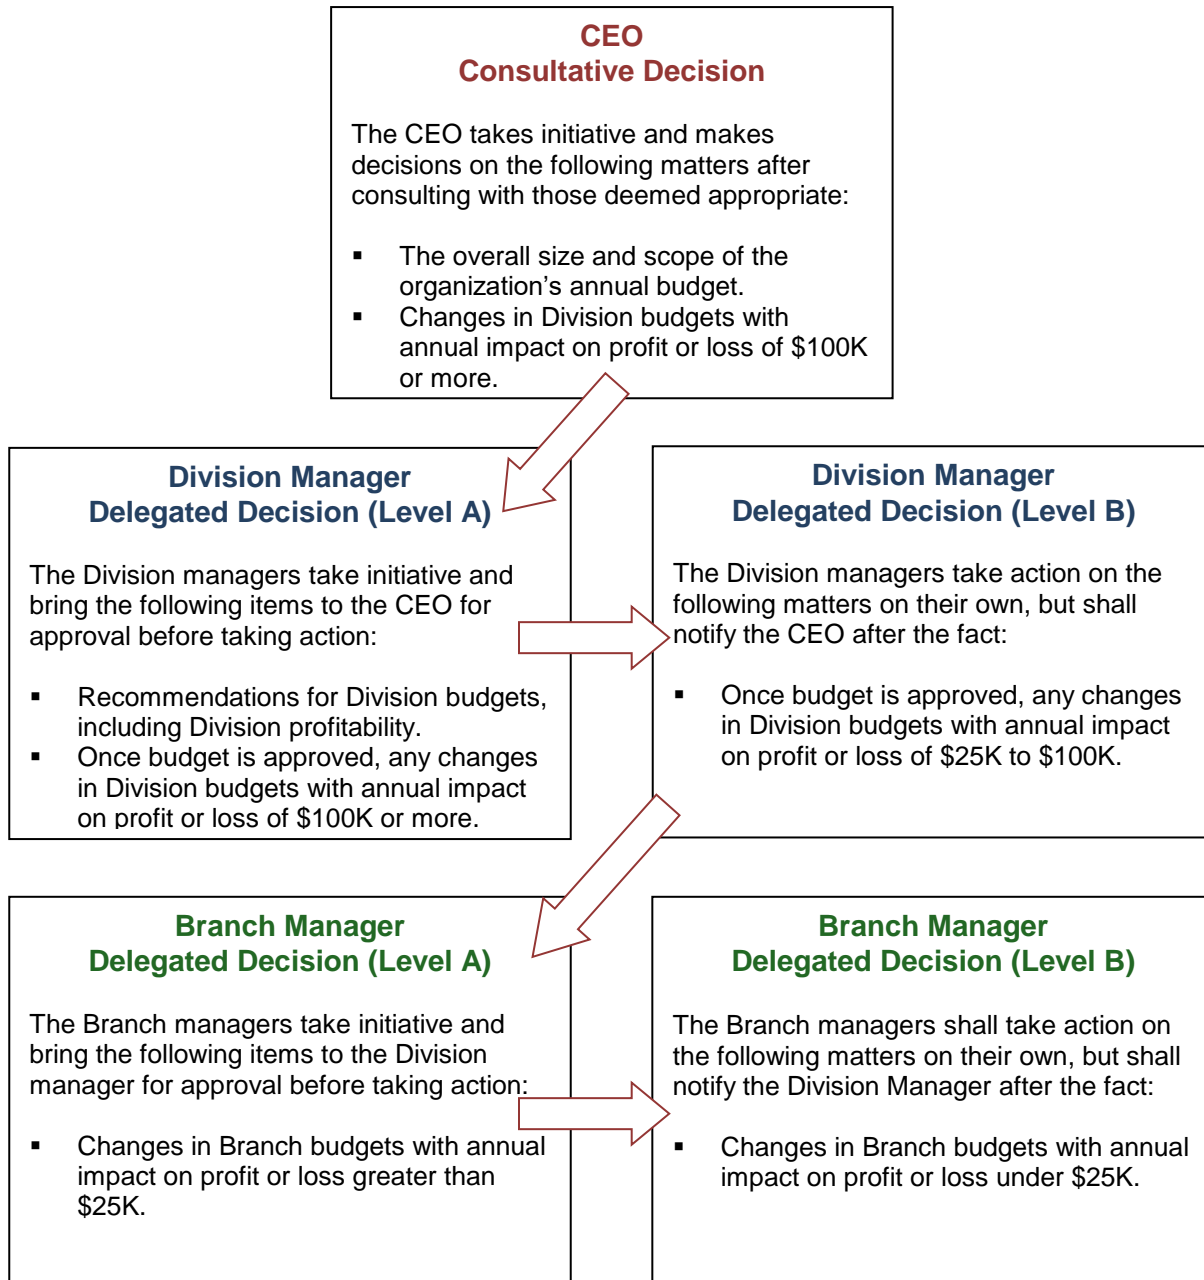 CEO
Consultative Decision
The CEO takes initiative and makes
decisions on the following matters after
consulting with those deemed appropriate:
▪ The overall size and scope of the
organization’s annual budget.
▪ Changes in Division budgets with
annual impact on profit or loss of $100K
or more.
Division Manager
Delegated Decision (Level A)
The Division managers take initiative and
bring the following items to the CEO for
approval before taking action:
▪ Recommendations for Division budgets,
including Division profitability.
▪ Once budget is approved, any changes
in Division budgets with annual impact
on profit or loss of $100K or more.
Division Manager
Delegated Decision (Level B)
The Division managers take action on the
following matters on their own, but shall
notify the CEO after the fact:
▪ Once budget is approved, any changes
in Division budgets with annual impact
on profit or loss of $25K to $100K.
Branch Manager
Delegated Decision (Level A)
The Branch managers take initiative and
bring the following items to the Division
manager for approval before taking action:
▪ Changes in Branch budgets with annual
impact on profit or loss greater than
$25K.
Branch Manager
Delegated Decision (Level B)
The Branch managers shall take action on
the following matters on their own, but shall
notify the Division Manager after the fact:
▪ Changes in Branch budgets with annual
impact on profit or loss under $25K.